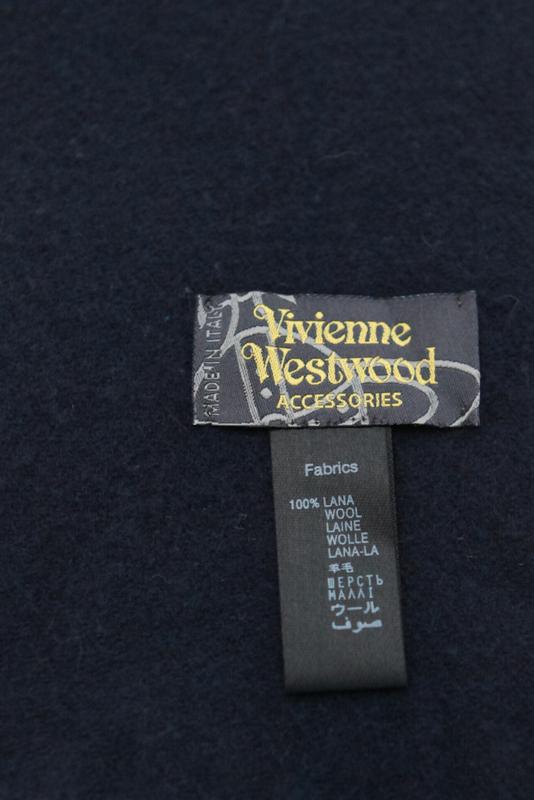 MADE IN ITALY
Vivienne
Westwood
ACCESSORIES
Fabrics
100% LANA
WOOL
LAINE
WOLLE
LANA-LA
羊毛
ШЕРСТЬ
ΜΑΛΛΙ
ウール
صوف